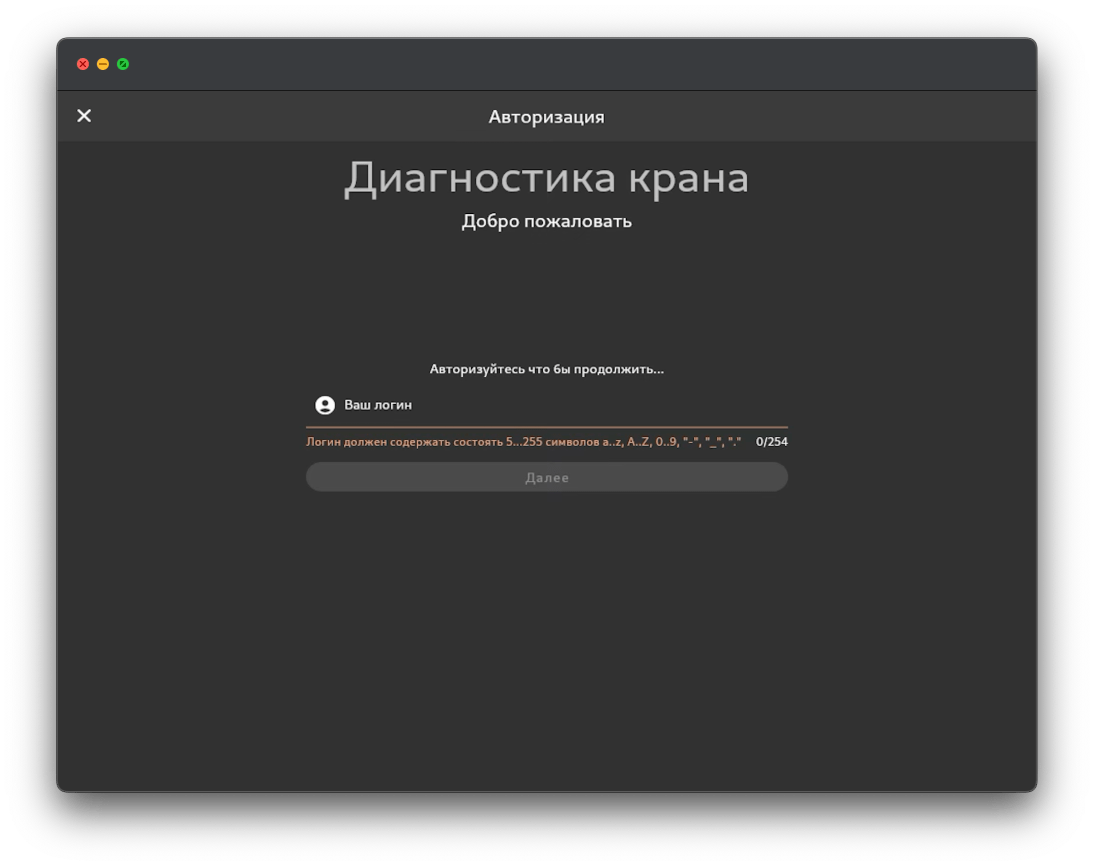 Авторизация
Диагностика крана
Добро пожаловать
Авторизуйтесь что бы продолжить...
Ваш логин
Логин должен содержать состоять 5...255 символов a..z, A..Z, 0..9, "-", "_", "." 0/254
Далее